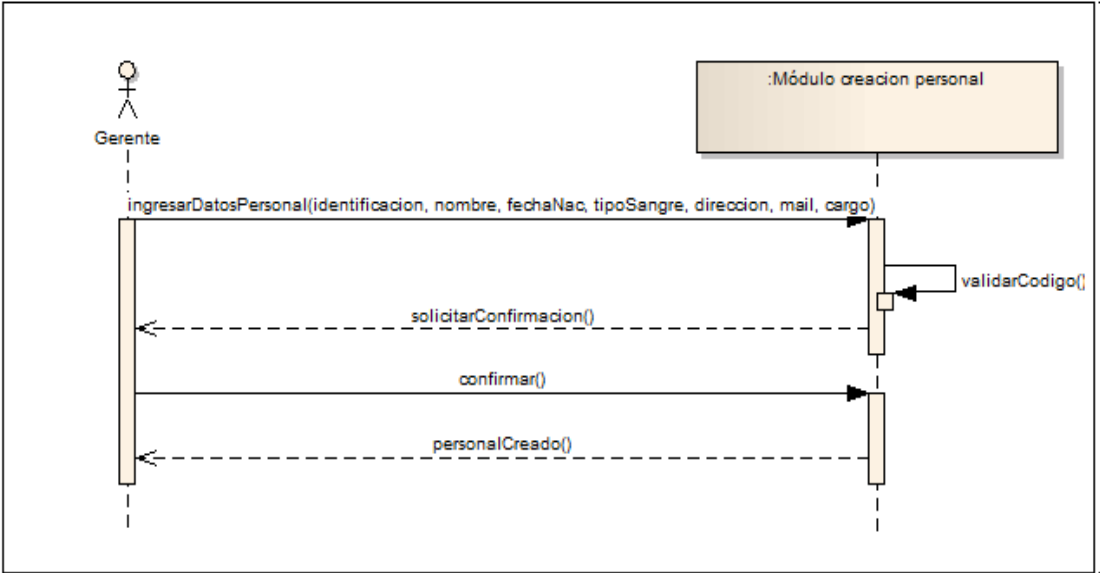 :Módulo creacion personal
Gerente
ingresarDatosPersonal(identificacion, nombre, fechaNac, tipoSangre, direccion, mail, cargo)
validarCodigo()
solicitarConfirmacion()
confirmar()
personalCreado()